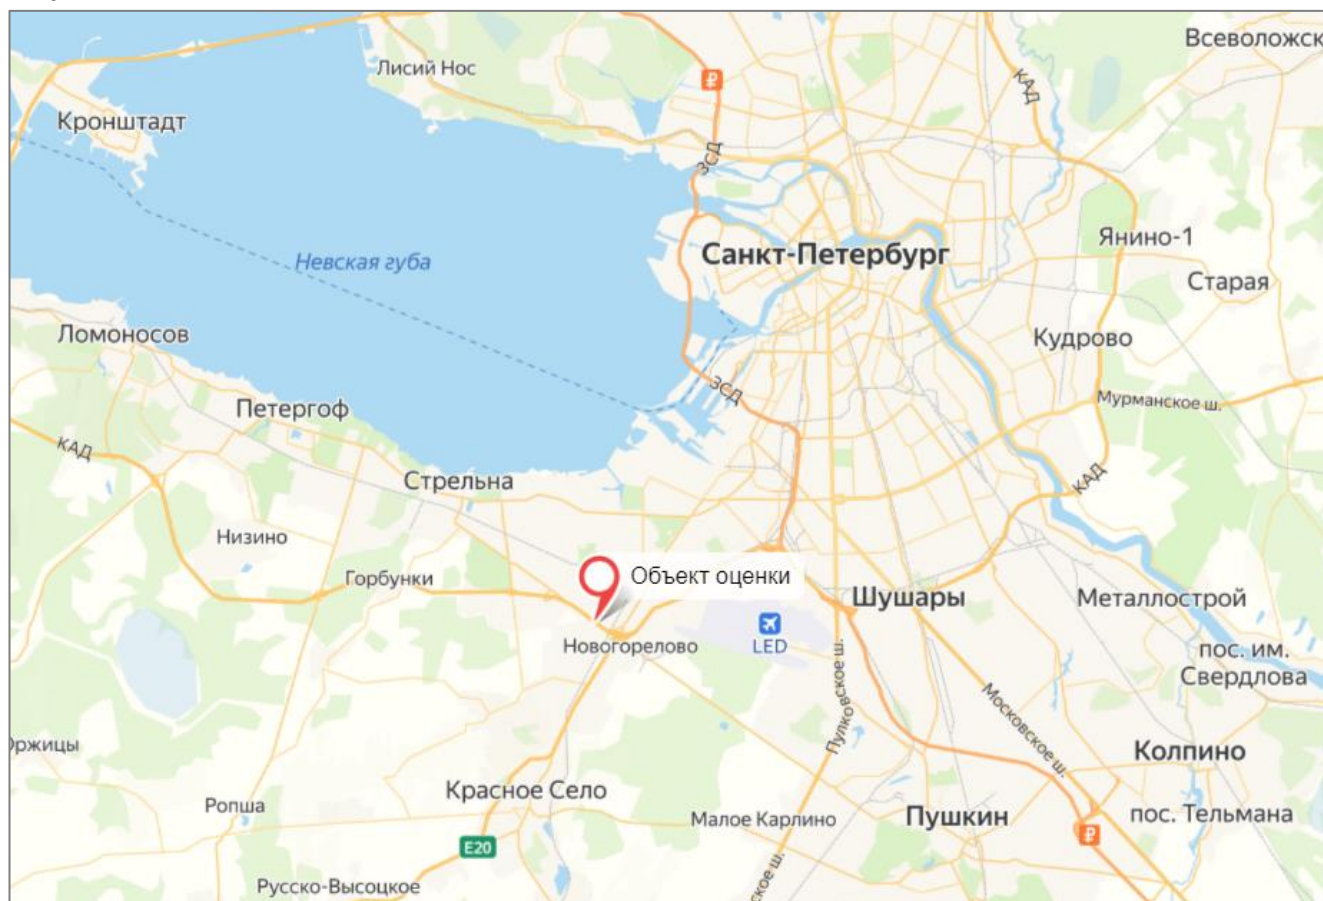 Всеволожск
Лисий Нос
КАД
₽
Кронштадт
ЗСД
Янино-1
Санкт-Петербург
Невская губа
Старая
Ломоносов
Кудрово
ЗСД
Мурманское ш.
Петергоф
КАД
Стрельна
КАД
Низино
Горбунки
Объект оценки
Шушары
Металлострой
LED
Новогорелово
пос. им.
Свердлова
Пулковское ш.
Московское ш.
Оржицы
Колпино
Красное Село
Ропша
Малое Карлино
Пушкин
пос. Тельмана
₽
E20
Русско-Высоцкое
ское ш.